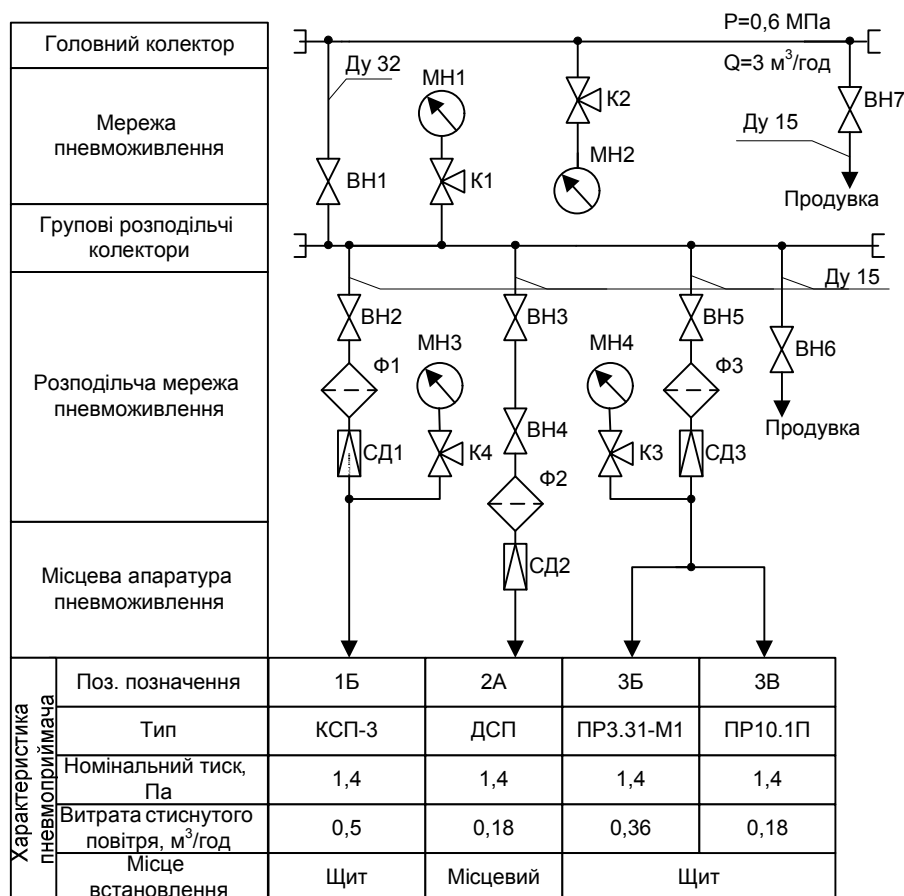 Головний колектор
P=0,6 МПа
Q=3 м³/год
Мережа
пневможивлення
Ду 32
МН1
К2
ВН7
Ду 15
МН2
ВН1
К1
Продувка
Групові розподільчі
колектори
Ду 15
Розподільча мережа
пневможивлення
ВН2
МН3
ВН3
МН4
ВН5
ВН6
Ф1
Ф3
Продувка
СД1
К4
ВН4
К3
СД3
Ф2
Місцева апаратура
пневможивлення
СД2
Характеристика
пневмоприймача
Поз. позначення
1Б
2А
3Б
3В
Тип
КСП-3
ДСП
ПР3.31-М1
ПР10.1П
Номінальний тиск,
Па
1,4
1,4
1,4
1,4
Витрата стиснутого
повітря, м³/год
0,5
0,18
0,36
0,18
Місце
встановлення
Щит
Місцевий
Щит